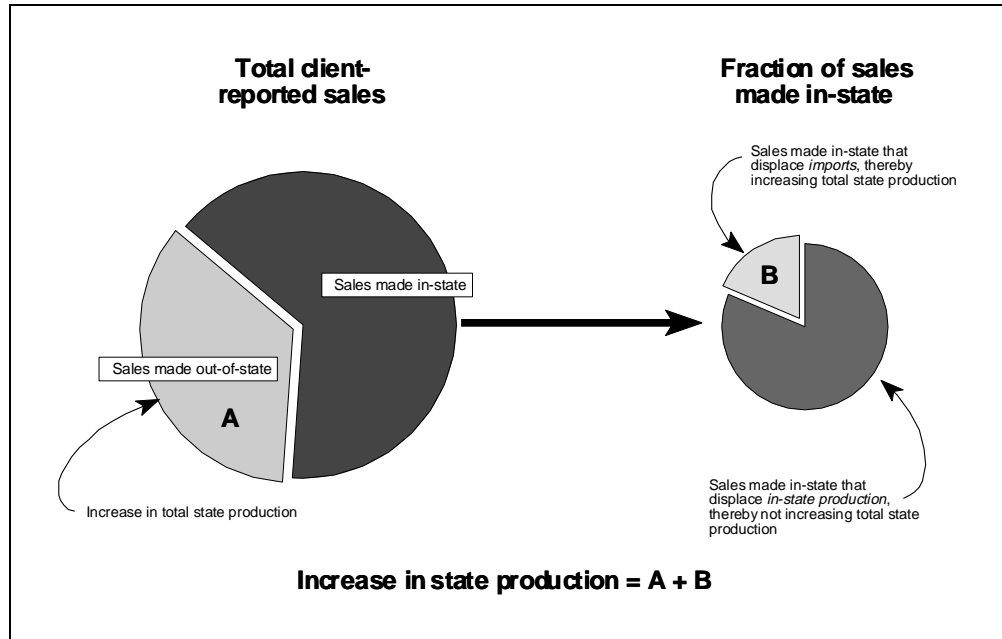 Total client-
reported sales
Fraction of sales
made in-state
Sales made in-state that
displace imports, thereby
increasing total state production
B
Sales made in-state
Sales made out-of-state
A
Increase in total state production
Sales made in-state that
displace in-state production,
thereby not increasing total state
production
Increase in state production = A + B